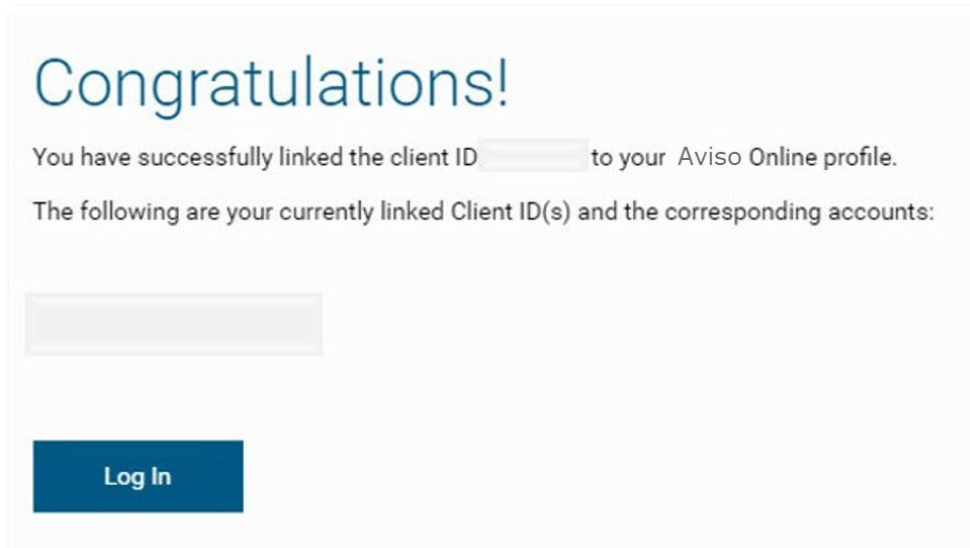 Congratulations!
You have successfully linked the client ID to your Aviso Online profile.
The following are your currently linked Client ID(s) and the corresponding accounts:
Log In